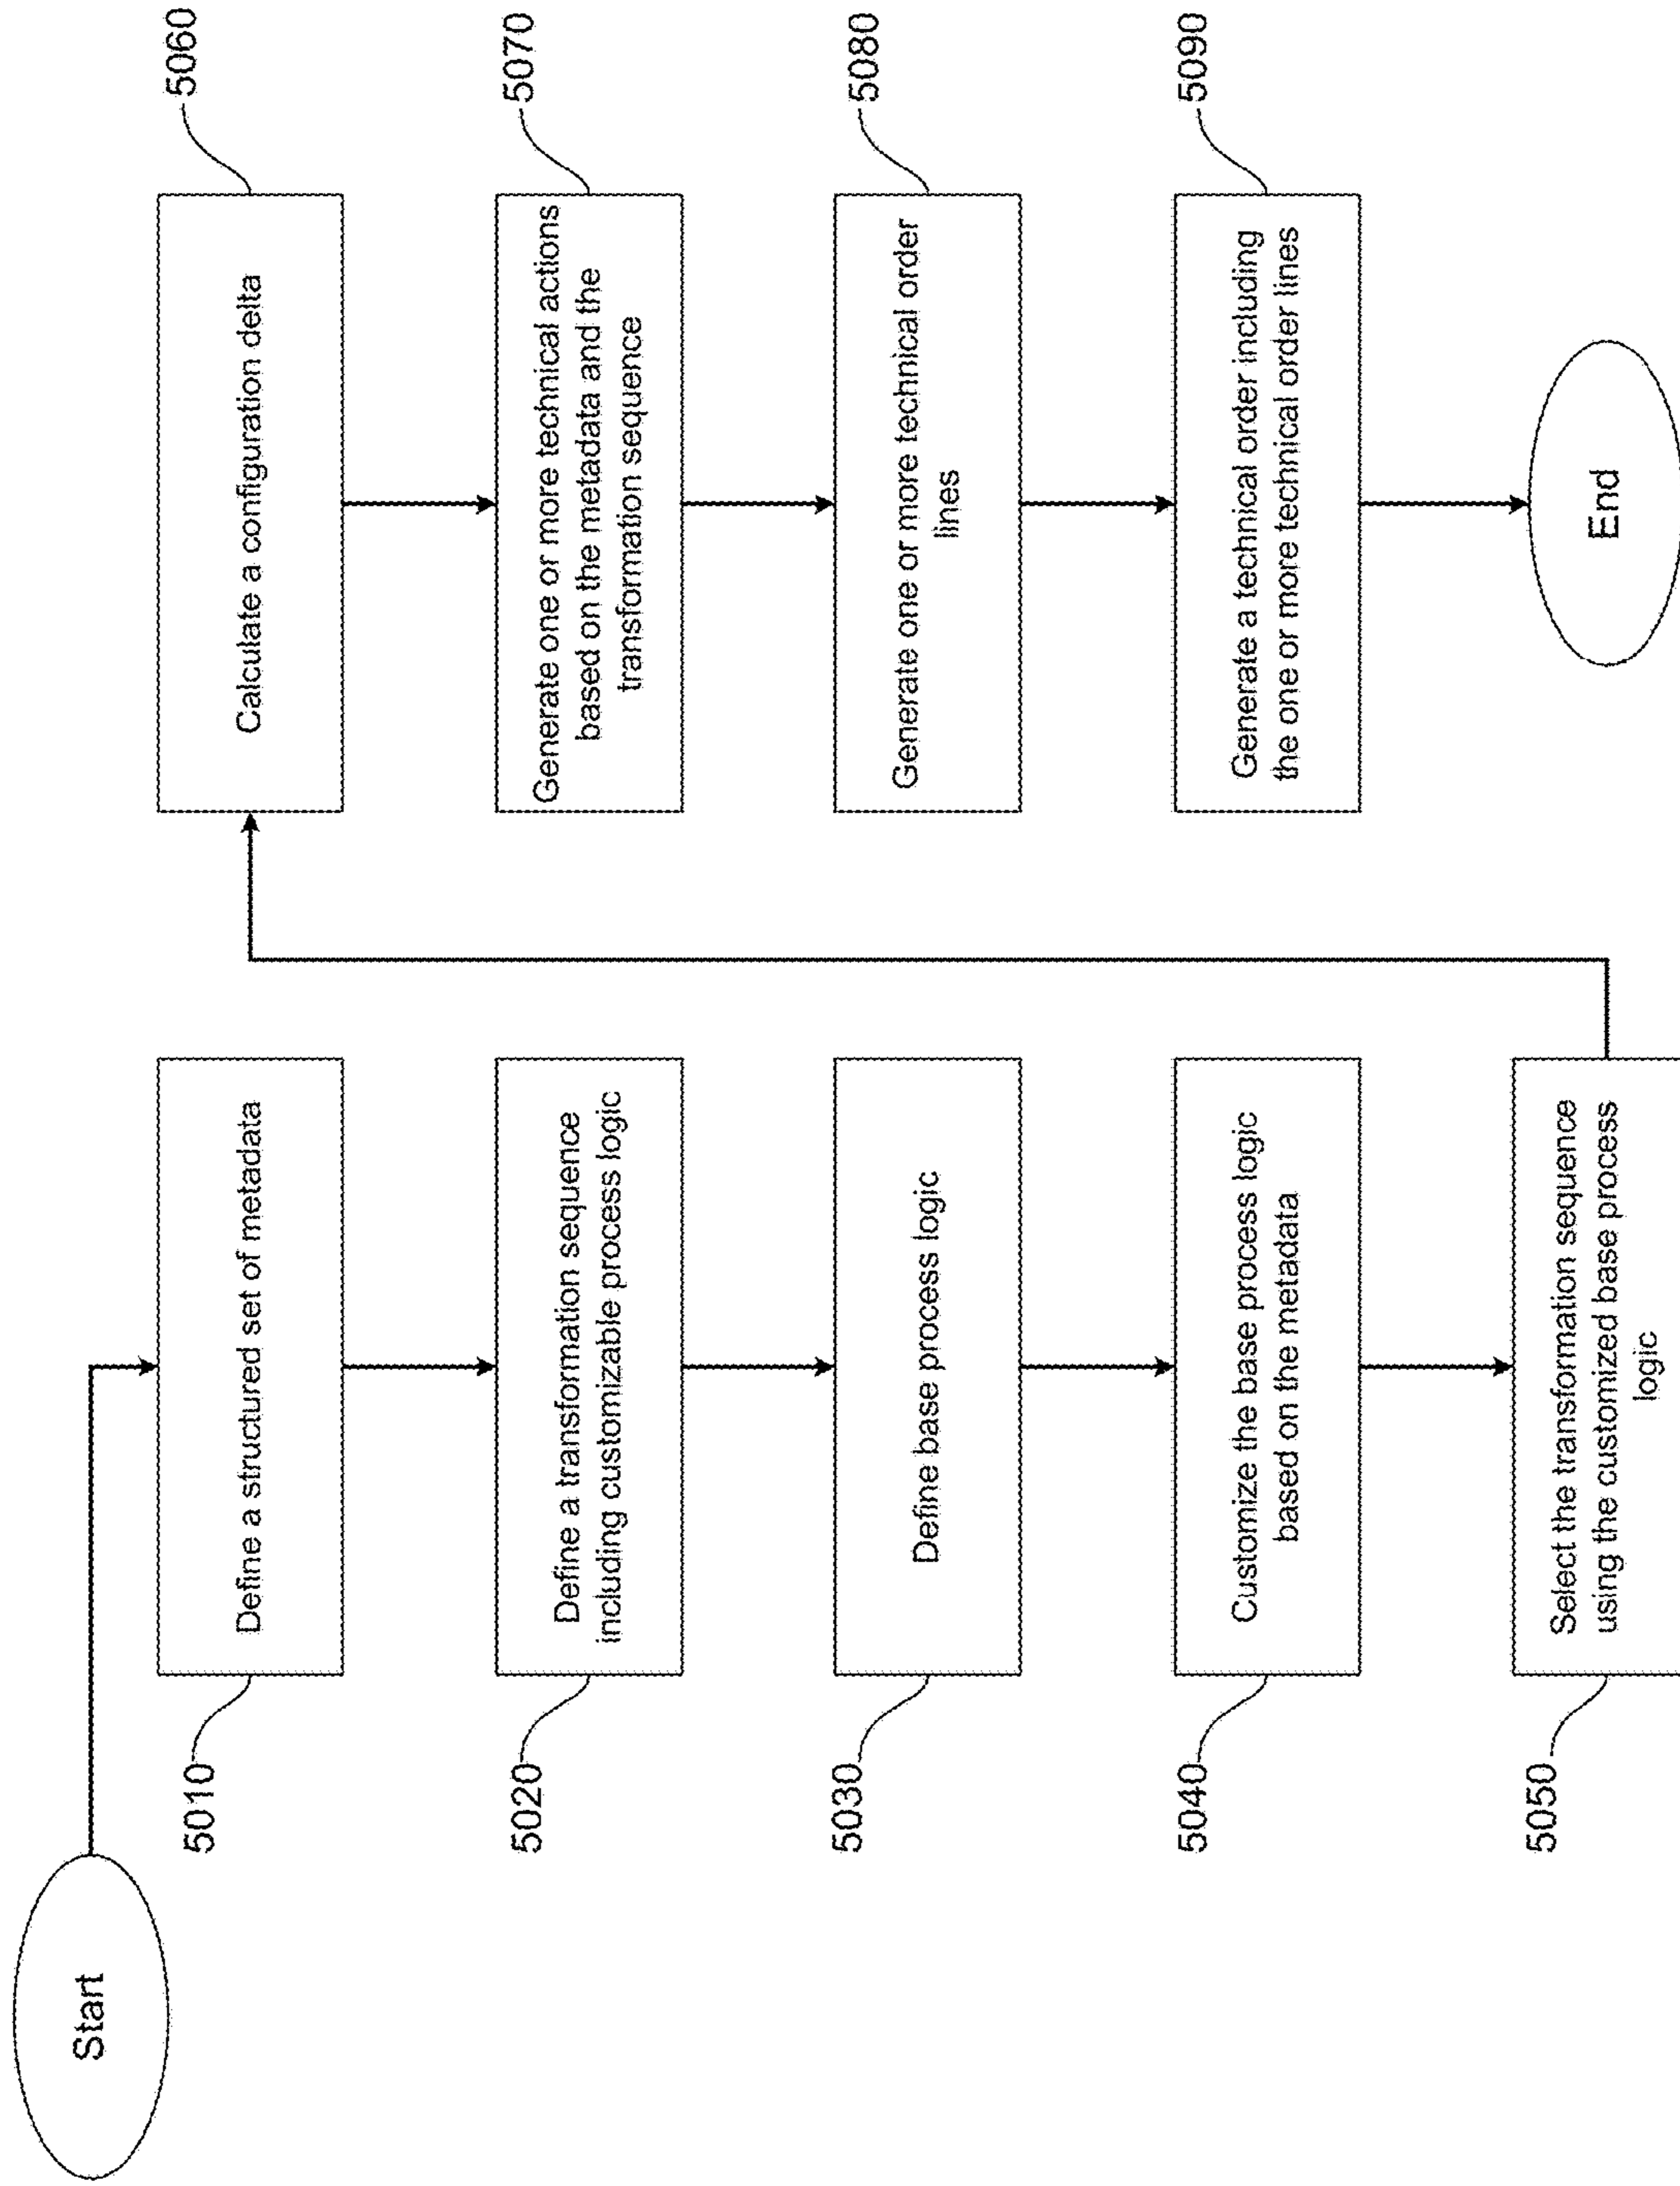 Start
5010
Define a structured set of metadata
5020
Define a transformation sequence
including customizable process logic
5030
Define base process logic
5040
Customize the base process logic
based on the metadata
5050
Select the transformation sequence
using the customized base process
logic
5060
Calculate a configuration delta
5070
Generate one or more technical actions
based on the metadata and the
transformation sequence
5080
Generate one or more technical order
lines
5090
Generate a technical order including
the one or more technical order lines
End